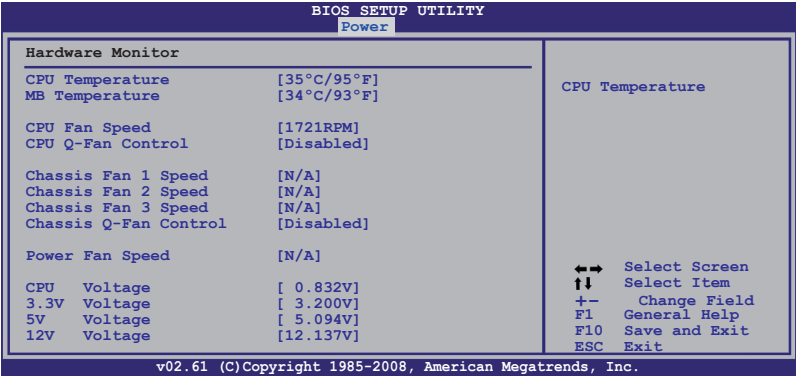 BIOS SETUP UTILITY
Power
Hardware Monitor
CPU Temperature [35°C/95°F]
MB Temperature [34°C/93°F]
CPU Fan Speed [1721RPM]
CPU Q-Fan Control [Disabled]
Chassis Fan 1 Speed [N/A]
Chassis Fan 2 Speed [N/A]
Chassis Fan 3 Speed [N/A]
Chassis Q-Fan Control [Disabled]
Power Fan Speed [N/A]
CPU Voltage [ 0.832V]
3.3V Voltage [ 3.200V]
5V Voltage [ 5.094V]
12V Voltage [12.137V]
CPU Temperature
←→ Select Screen
↑↓ Select Item
+- Change Field
F1 General Help
F10 Save and Exit
ESC Exit
v02.61 (C)Copyright 1985-2008, American Megatrends, Inc.